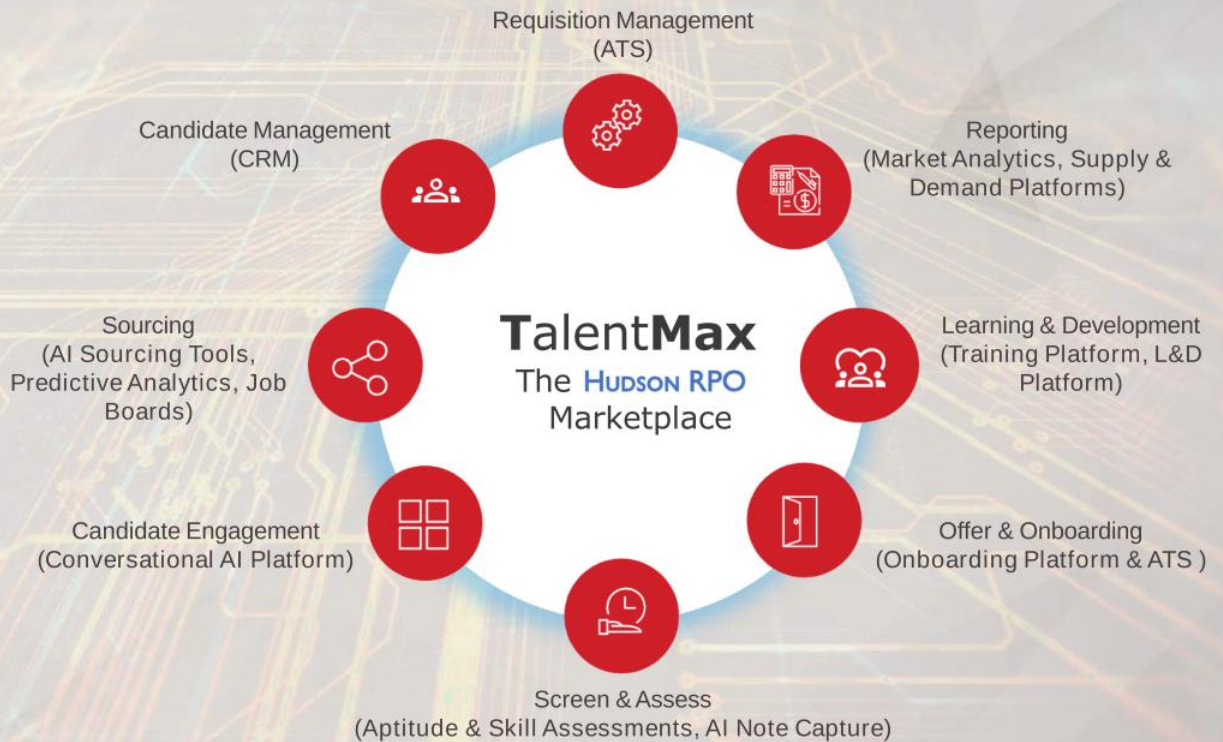 Requisition Management
(ATS)
Candidate Management
(CRM)
Reporting
(Market Analytics, Supply &
Demand Platforms)
Sourcing
(AI Sourcing Tools,
Predictive Analytics, Job
Boards)
TalentMax
The HUDSON RPO
Marketplace
Learning & Development
(Training Platform, L&D
Platform)
Candidate Engagement
(Conversational AI Platform)
Offer & Onboarding
(Onboarding Platform & ATS )
Screen & Assess
(Aptitude & Skill Assessments, AI Note Capture)